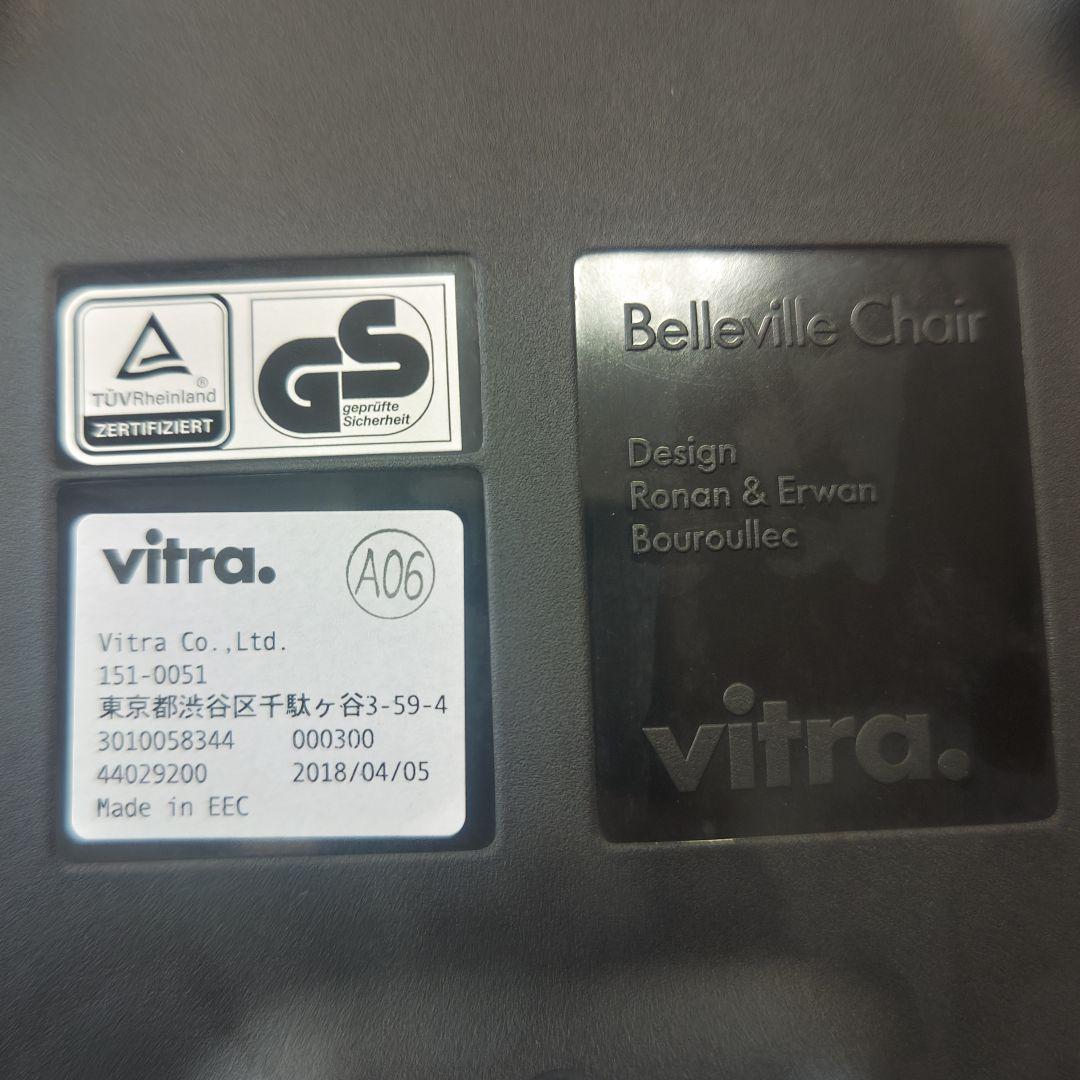 TÜVRheinland®
ZERTIFIZIERT
GS
geprüfte
Sicherheit
vitra.
A06
Vitra Co.,Ltd.
151-0051
東京都渋谷区千駄ヶ谷3-59-4
3010058344 000300
44029200 2018/04/05
Made in EEC
Belleville Chair
Design
Ronan & Erwan
Bouroullec
vitra.